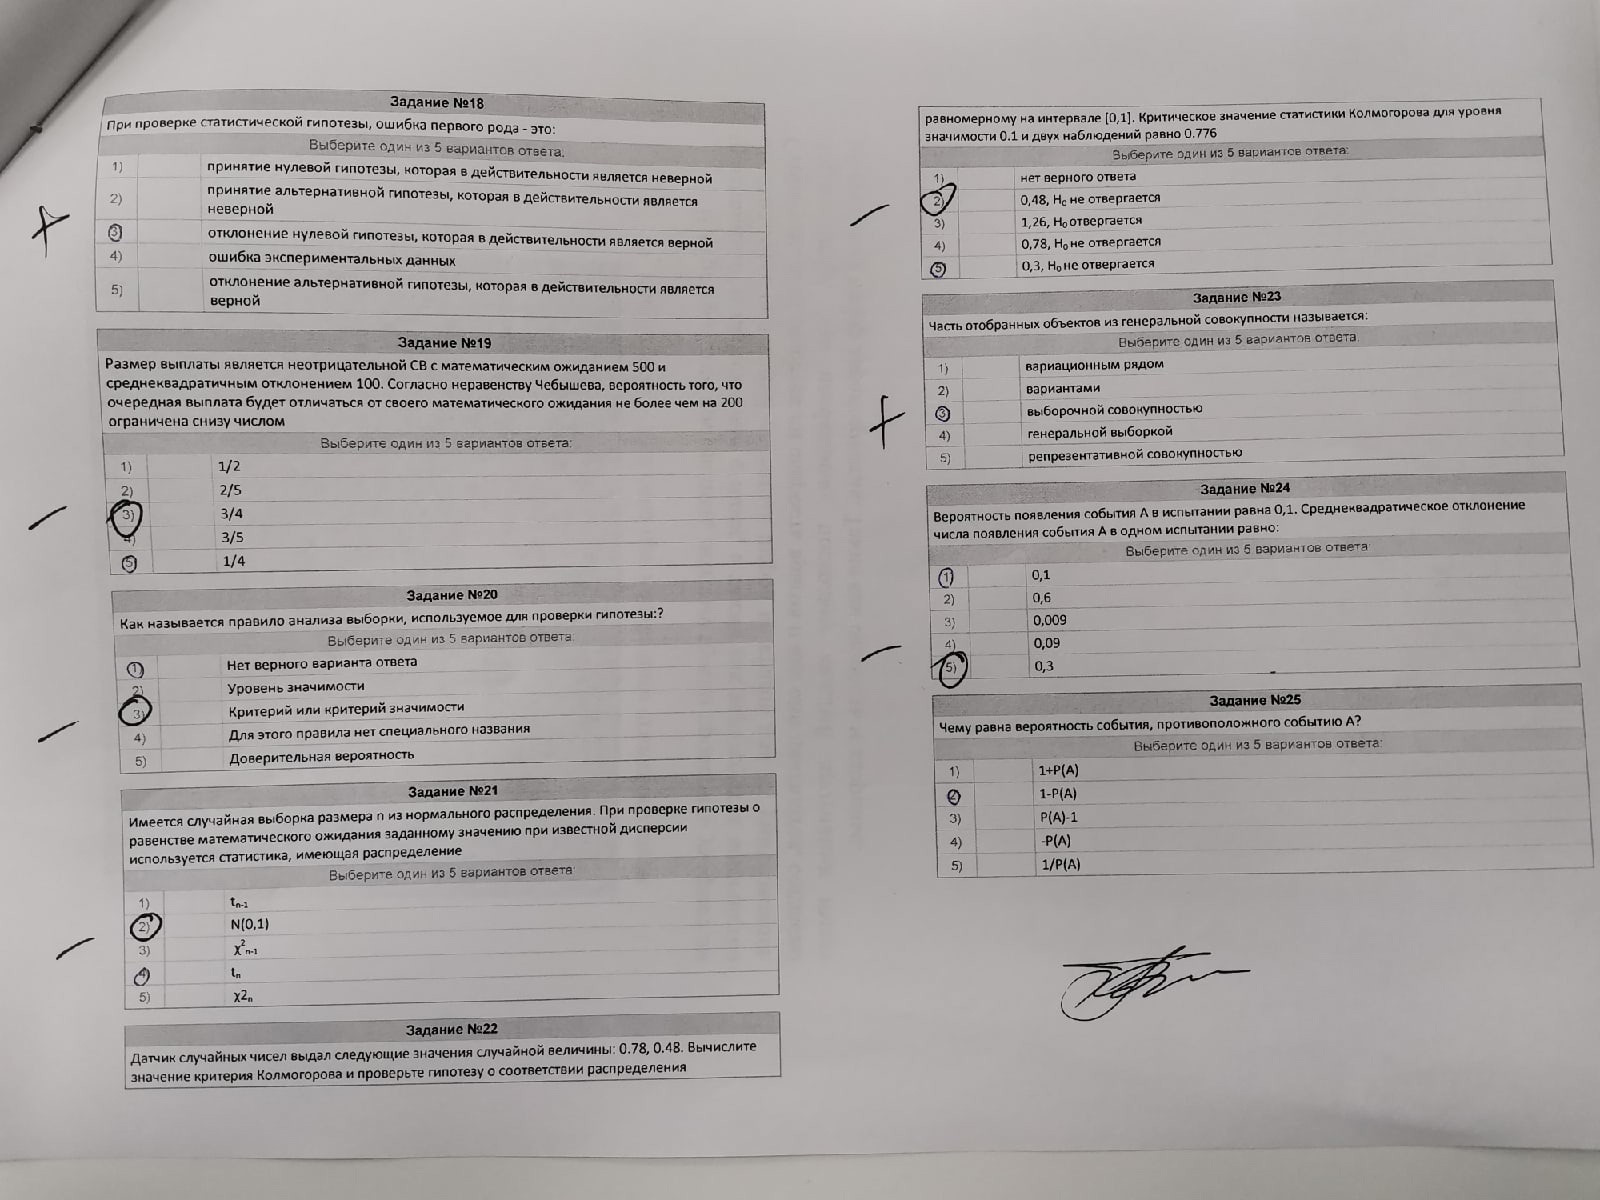 Задание №18
При проверке статистической гипотезы, ошибка первого рода - это:
Выберите один из 5 вариантов ответа:
1) принятие нулевой гипотезы, которая в действительности является неверной
2) принятие альтернативной гипотезы, которая в действительности является
неверной
3) отклонение нулевой гипотезы, которая в действительности является верной
4) ошибка экспериментальных данных
5) отклонение альтернативной гипотезы, которая в действительности является
верной
Задание №19
Размер выплаты является неотрицательной СВ с математическим ожиданием 500 и
среднеквадратичным отклонением 100. Согласно неравенству Чебышева, вероятность того, что
очередная выплата будет отличаться от своего математического ожидания не более чем на 200
ограничена снизу числом
Выберите один из 5 вариантов ответа:
1) 1/2
2) 2/5
3) 3/4
4) 3/5
5) 1/4
Задание №20
Как называется правило анализа выборки, используемое для проверки гипотезы:?
Выберите один из 5 вариантов ответа:
1) Нет верного варианта ответа
2) Уровень значимости
3) Критерий или критерий значимости
4) Для этого правила нет специального названия
5) Доверительная вероятность
Задание №21
Имеется случайная выборка размера n из нормального распределения. При проверке гипотезы о
равенстве математического ожидания заданному значению при известной дисперсии
используется статистика, имеющая распределение
Выберите один из 5 вариантов ответа:
1) tₙ₋₁
2) N(0,1)
3) χ²ₙ₋₁
4) tₙ
5) χ2ₙ
Задание №22
Датчик случайных чисел выдал следующие значения случайной величины: 0.78, 0.48. Вычислите
значение критерия Колмогорова и проверьте гипотезу о соответствии распределения
равномерному на интервале [0,1]. Критическое значение статистики Колмогорова для уровня
значимости 0.1 и двух наблюдений равно 0.776
Выберите один из 5 вариантов ответа:
1) нет верного ответа
2) 0,48, H₀ не отвергается
3) 1,26, H₀ отвергается
4) 0,78, H₀ не отвергается
5) 0,3, H₀ не отвергается
Задание №23
Часть отобранных объектов из генеральной совокупности называется:
Выберите один из 5 вариантов ответа:
1) вариационным рядом
2) вариантами
3) выборочной совокупностью
4) генеральной выборкой
5) репрезентативной совокупностью
Задание №24
Вероятность появления события А в испытании равна 0,1. Среднеквадратическое отклонение
числа появления события А в одном испытании равно:
Выберите один из 5 вариантов ответа:
1) 0,1
2) 0,6
3) 0,009
4) 0,09
5) 0,3
Задание №25
Чему равна вероятность события, противоположного событию А?
Выберите один из 5 вариантов ответа:
1) 1+P(A)
2) 1-P(A)
3) P(A)-1
4) -P(A)
5) 1/P(A)